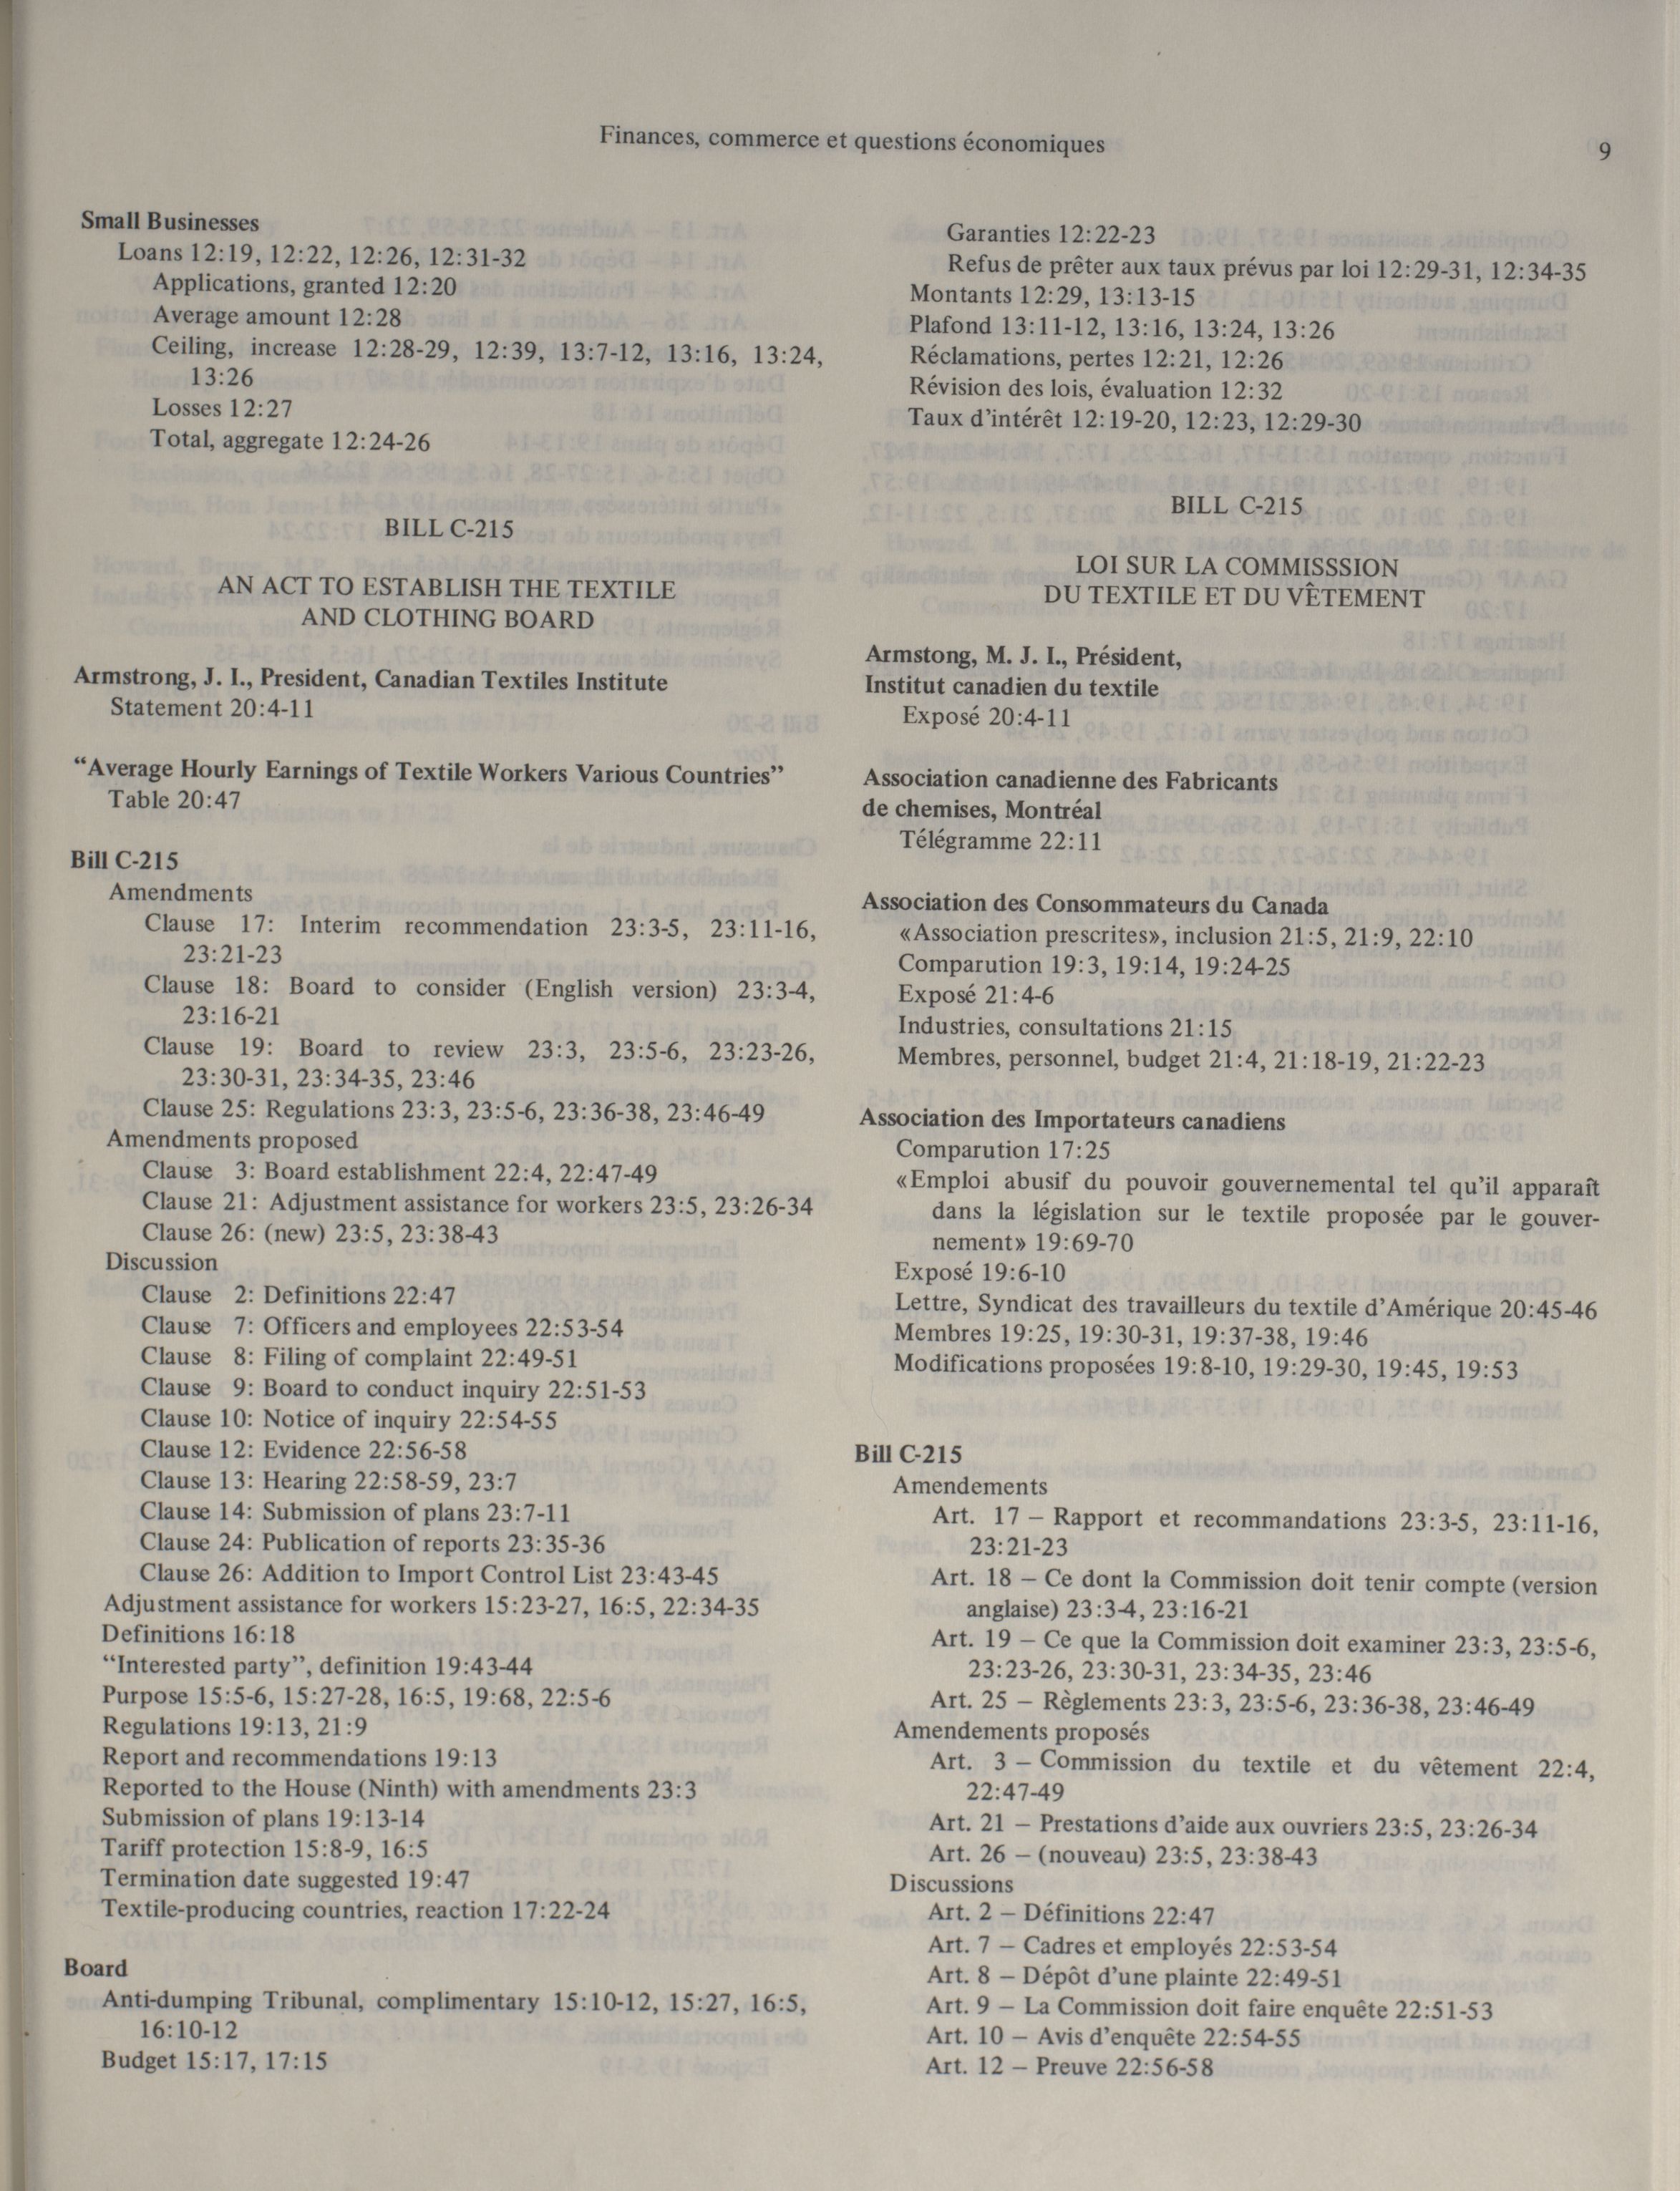 Finances, commerce et questions économiques
9
Small Businesses
Loans 12:19, 12:22, 12:26, 12:31-32
Applications, granted 12:20
Average amount 12:28
Ceiling, increase 12:28-29, 12:39, 13:7-12, 13:16, 13:24,
13:26
Losses 12:27
Total, aggregate 12:24-26
BILL C-215
AN ACT TO ESTABLISH THE TEXTILE
AND CLOTHING BOARD
Armstrong, J. I., President, Canadian Textiles Institute
Statement 20:4-11
“Average Hourly Earnings of Textile Workers Various Countries”
Table 20:47
Bill C-215
Amendments
Clause 17: Interim recommendation 23:3-5, 23:11-16,
23:21-23
Clause 18: Board to consider (English version) 23:3-4,
23:16-21
Clause 19: Board to review 23:3, 23:5-6, 23:23-26,
23:30-31, 23:34-35, 23:46
Clause 25: Regulations 23:3, 23:5-6, 23:36-38, 23:46-49
Amendments proposed
Clause 3: Board establishment 22:4, 22:47-49
Clause 21: Adjustment assistance for workers 23:5, 23:26-34
Clause 26: (new) 23:5, 23:38-43
Discussion
Clause 2: Definitions 22:47
Clause 7: Officers and employees 22:53-54
Clause 8: Filing of complaint 22:49-51
Clause 9: Board to conduct inquiry 22:51-53
Clause 10: Notice of inquiry 22:54-55
Clause 12: Evidence 22:56-58
Clause 13: Hearing 22:58-59, 23:7
Clause 14: Submission of plans 23:7-11
Clause 24: Publication of reports 23:35-36
Clause 26: Addition to Import Control List 23:43-45
Adjustment assistance for workers 15:23-27, 16:5, 22:34-35
Definitions 16:18
“Interested party”, definition 19:43-44
Purpose 15:5-6, 15:27-28, 16:5, 19:68, 22:5-6
Regulations 19:13, 21:9
Report and recommendations 19:13
Reported to the House (Ninth) with amendments 23:3
Submission of plans 19:13-14
Tariff protection 15:8-9, 16:5
Termination date suggested 19:47
Textile-producing countries, reaction 17:22-24
Board
Anti-dumping Tribunal, complimentary 15:10-12, 15:27, 16:5,
16:10-12
Budget 15:17, 17:15
Garanties 12:22-23
Refus de prêter aux taux prévus par loi 12:29-31, 12:34-35
Montants 12:29, 13:13-15
Plafond 13:11-12, 13:16, 13:24, 13:26
Réclamations, pertes 12:21, 12:26
Révision des lois, évaluation 12:32
Taux d’intérêt 12:19-20, 12:23, 12:29-30
BILL C-215
LOI SUR LA COMMISSSION
DU TEXTILE ET DU VÊTEMENT
Armstong, M. J. I., Président,
Institut canadien du textile
Exposé 20:4-11
Association canadienne des Fabricants
de chemises, Montréal
Télégramme 22:11
Association des Consommateurs du Canada
«Association prescrites», inclusion 21:5, 21:9, 22:10
Comparution 19:3, 19:14, 19:24-25
Exposé 21:4-6
Industries, consultations 21:15
Membres, personnel, budget 21:4, 21:18-19, 21:22-23
Association des Importateurs canadiens
Comparution 17:25
«Emploi abusif du pouvoir gouvernemental tel qu’il apparaît
dans la législation sur le textile proposée par le gouver-
nement» 19:69-70
Exposé 19:6-10
Lettre, Syndicat des travailleurs du textile d’Amérique 20:45-46
Membres 19:25, 19:30-31, 19:37-38, 19:46
Modifications proposées 19:8-10, 19:29-30, 19:45, 19:53
Bill C-215
Amendements
Art. 17 – Rapport et recommandations 23:3-5, 23:11-16,
23:21-23
Art. 18 – Ce dont la Commission doit tenir compte (version
anglaise) 23:3-4, 23:16-21
Art. 19 – Ce que la Commission doit examiner 23:3, 23:5-6,
23:23-26, 23:30-31, 23:34-35, 23:46
Art. 25 – Règlements 23:3, 23:5-6, 23:36-38, 23:46-49
Amendements proposés
Art. 3 – Commission du textile et du vêtement 22:4,
22:47-49
Art. 21 – Prestations d’aide aux ouvriers 23:5, 23:26-34
Art. 26 – (nouveau) 23:5, 23:38-43
Discussions
Art. 2 – Définitions 22:47
Art. 7 – Cadres et employés 22:53-54
Art. 8 – Dépôt d’une plainte 22:49-51
Art. 9 – La Commission doit faire enquête 22:51-53
Art. 10 – Avis d’enquête 22:54-55
Art. 12 – Preuve 22:56-58